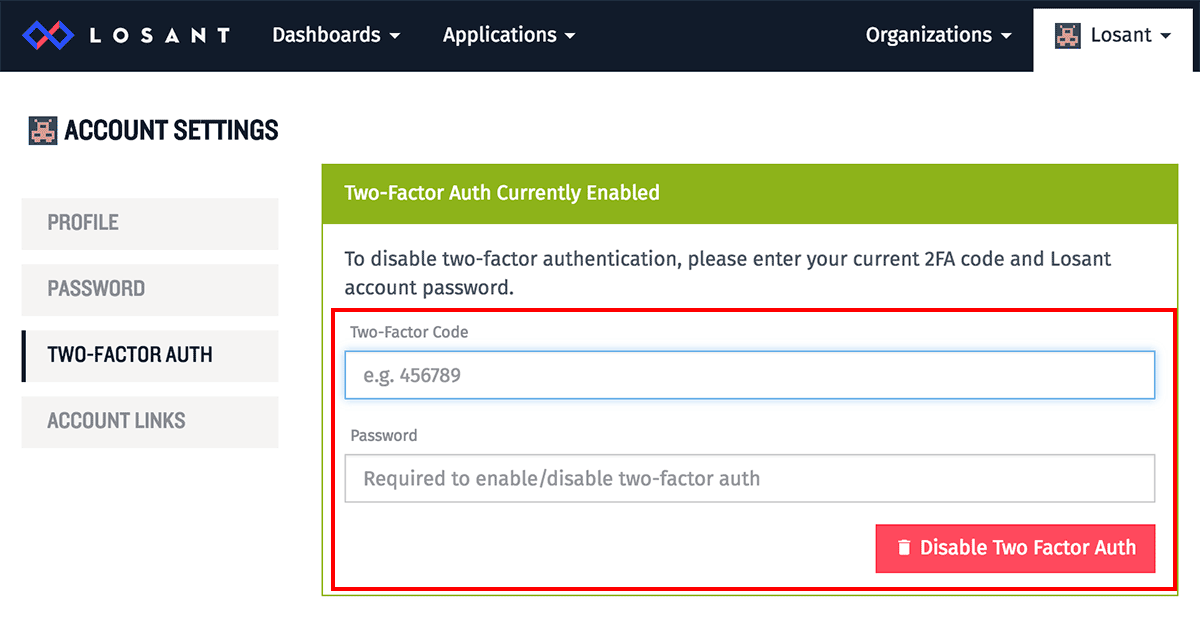 LOSANT Dashboards Applications Organizations Losant
ACCOUNT SETTINGS
PROFILE
PASSWORD
TWO-FACTOR AUTH
ACCOUNT LINKS
Two-Factor Auth Currently Enabled
To disable two-factor authentication, please enter your current 2FA code and Losant
account password.
Two-Factor Code
e.g. 456789
Password
Required to enable/disable two-factor auth
Disable Two Factor Auth